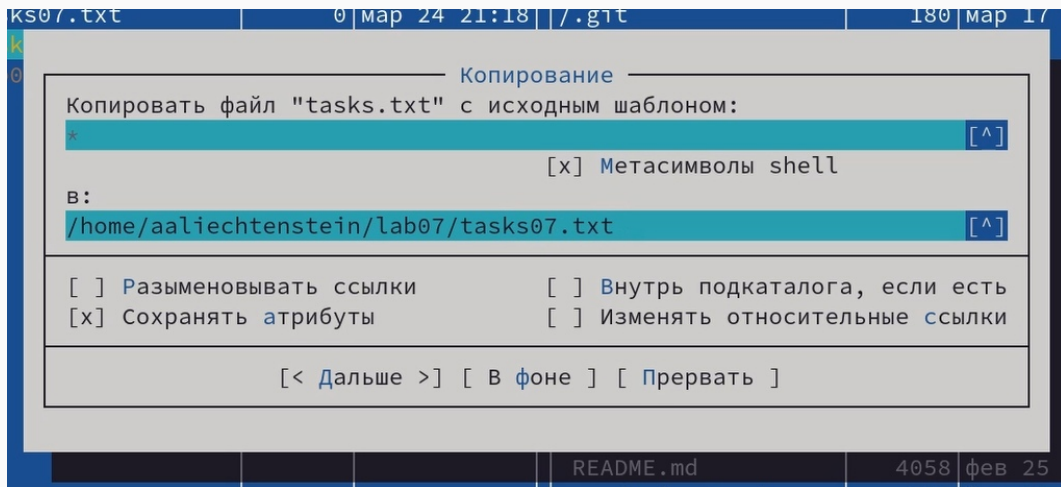 ks07.txt 0 мар 24 21:18 /.git 180 мар 17
k
0
Копирование
Копировать файл "tasks.txt" с исходным шаблоном:
* [^]
[x] Метасимволы shell
в:
/home/aaliechtenstein/lab07/tasks07.txt [^]
[ ] Разыменовывать ссылки [ ] Внутрь подкаталога, если есть
[x] Сохранять атрибуты [ ] Изменять относительные ссылки
[< Дальше >] [ В фоне ] [ Прервать ]
README.md 4058 фев 25